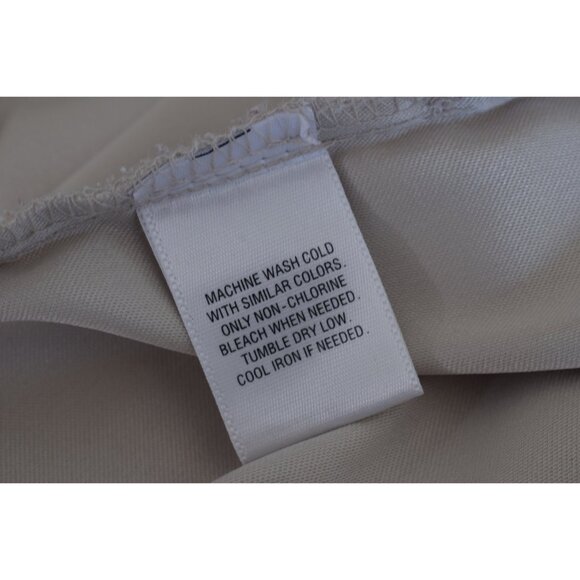 MACHINE WASH COLD
WITH SIMILAR COLORS.
ONLY NON-CHLORINE
BLEACH WHEN NEEDED.
TUMBLE DRY LOW.
COOL IRON IF NEEDED.